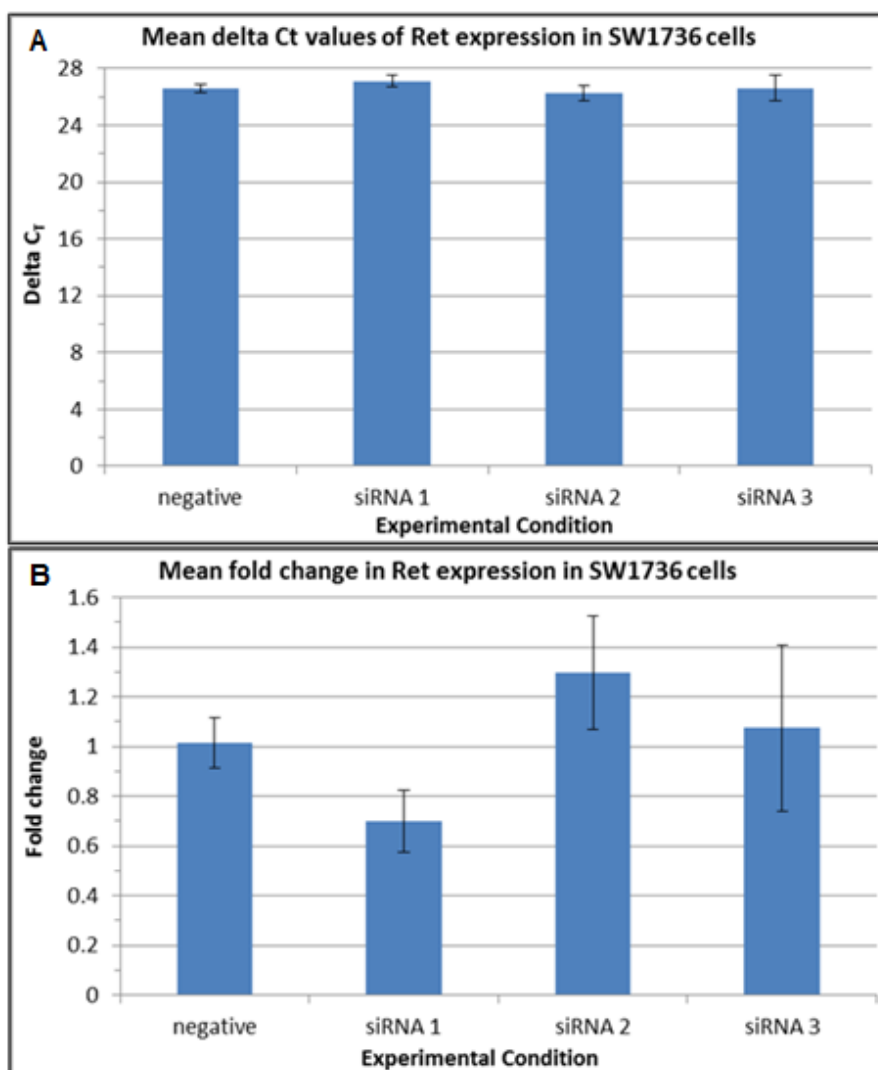 A
Mean delta Ct values of Ret expression in SW1736 cells
28
24
20
16
12
8
4
0
Delta C_T
negative siRNA 1 siRNA 2 siRNA 3
Experimental Condition
B
Mean fold change in Ret expression in SW1736 cells
1.6
1.4
1.2
1
0.8
0.6
0.4
0.2
0
Fold change
negative siRNA 1 siRNA 2 siRNA 3
Experimental Condition